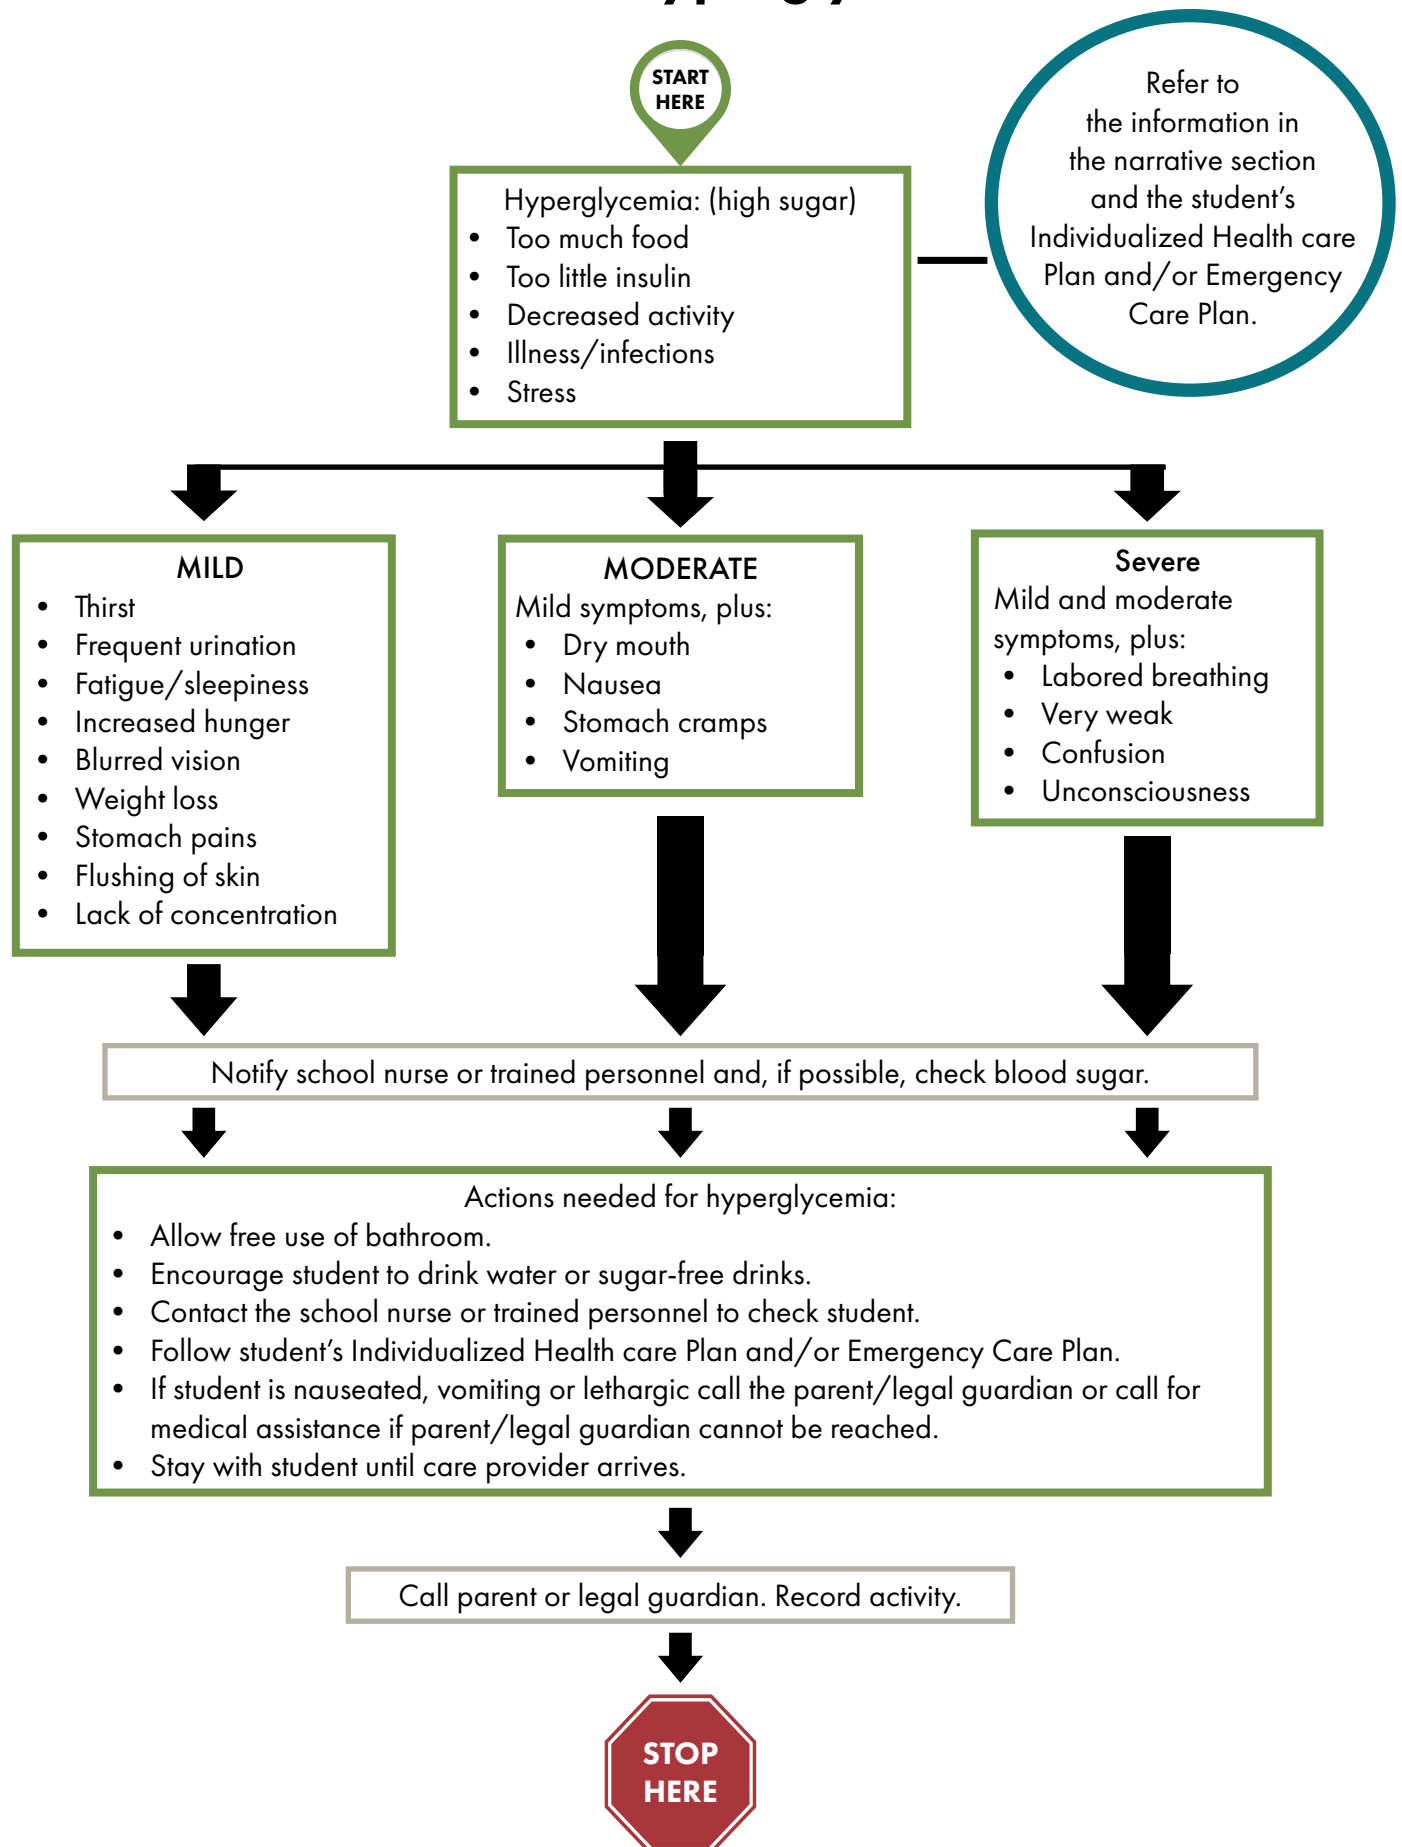 START
HERE
Refer to
the information in
the narrative section
and the student's
Individualized Health care
Plan and/or Emergency
Care Plan.
Hyperglycemia: (high sugar)
• Too much food
• Too little insulin
• Decreased activity
• Illness/infections
• Stress
MILD
• Thirst
• Frequent urination
• Fatigue/sleepiness
• Increased hunger
• Blurred vision
• Weight loss
• Stomach pains
• Flushing of skin
• Lack of concentration
MODERATE
Mild symptoms, plus:
• Dry mouth
• Nausea
• Stomach cramps
• Vomiting
Severe
Mild and moderate
symptoms, plus:
• Labored breathing
• Very weak
• Confusion
• Unconsciousness
Notify school nurse or trained personnel and, if possible, check blood sugar.
Actions needed for hyperglycemia:
• Allow free use of bathroom.
• Encourage student to drink water or sugar-free drinks.
• Contact the school nurse or trained personnel to check student.
• Follow student's Individualized Health care Plan and/or Emergency Care Plan.
• If student is nauseated, vomiting or lethargic call the parent/legal guardian or call for
medical assistance if parent/legal guardian cannot be reached.
• Stay with student until care provider arrives.
Call parent or legal guardian. Record activity.
STOP
HERE